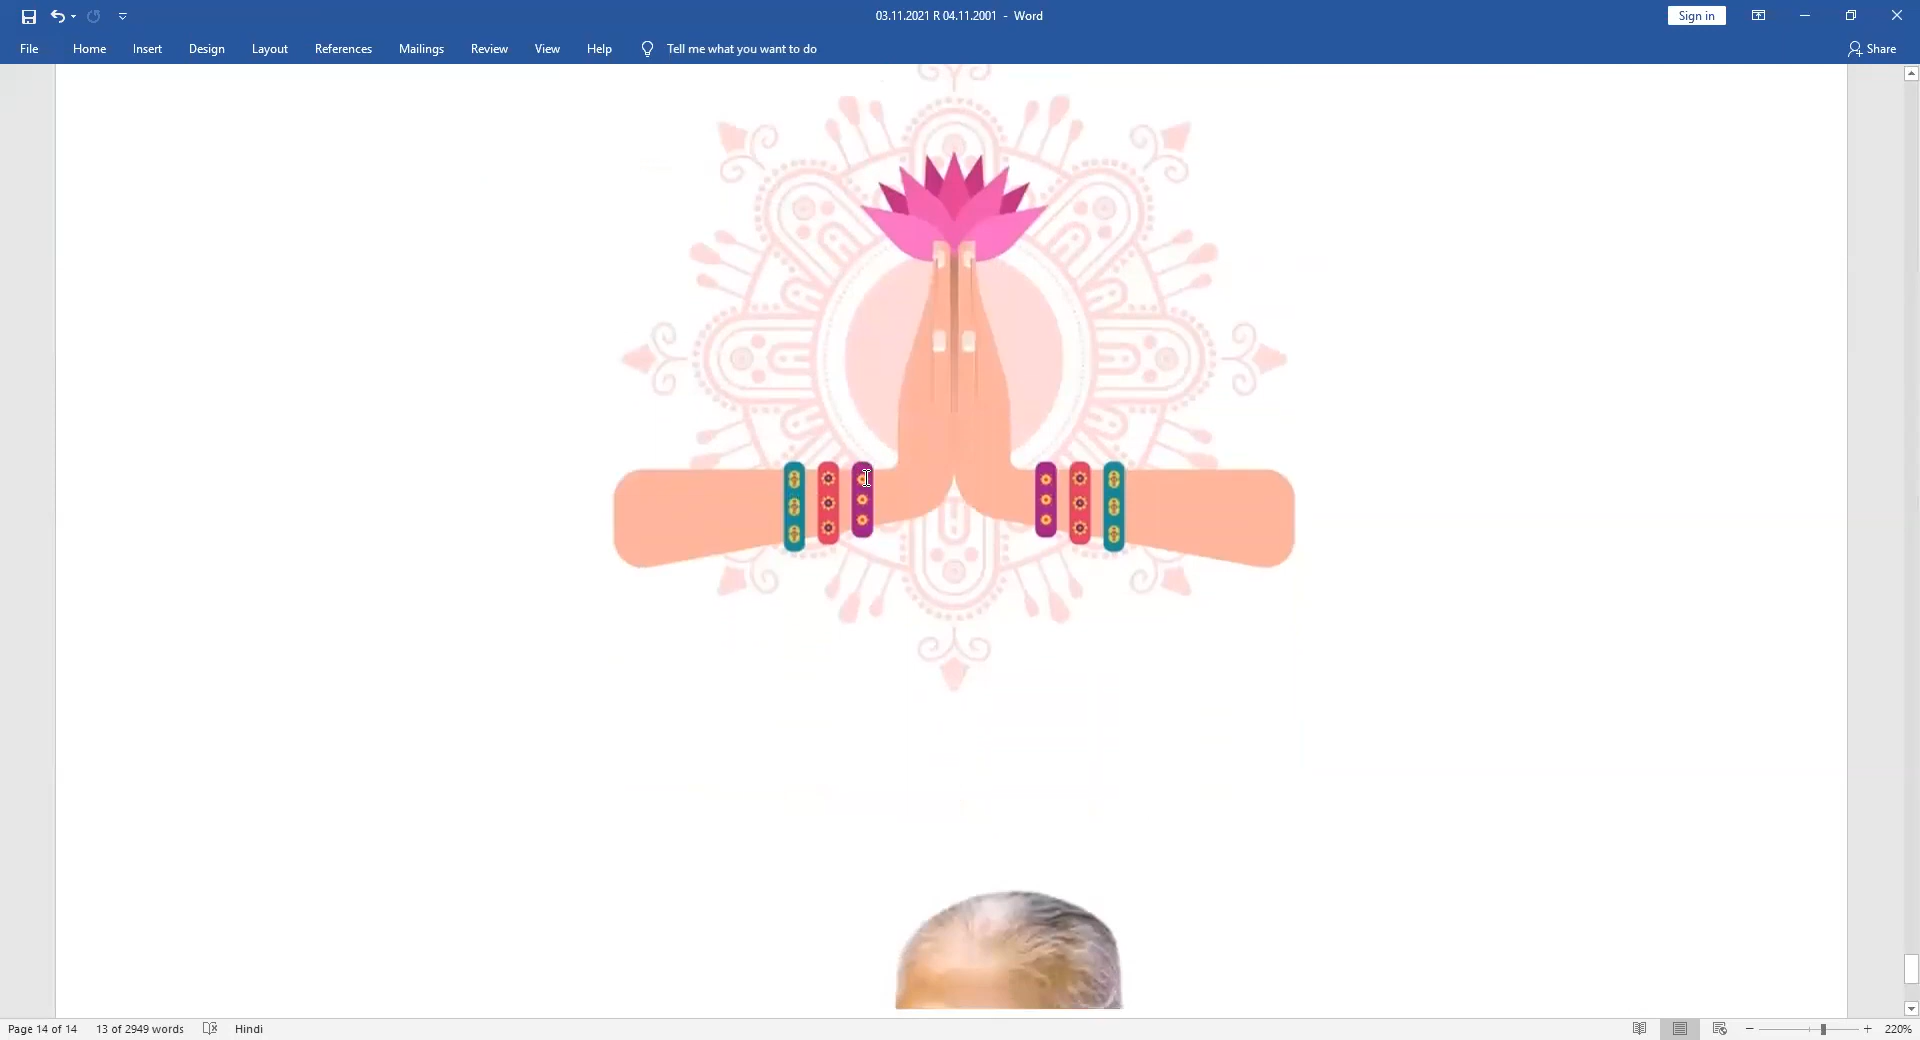 03.11.2021 R 04.11.2001 - Word
Sign in
File Home Insert Design Layout References Mailings Review View Help Tell me what you want to do Share
Page 14 of 14 13 of 2949 words Hindi 220%